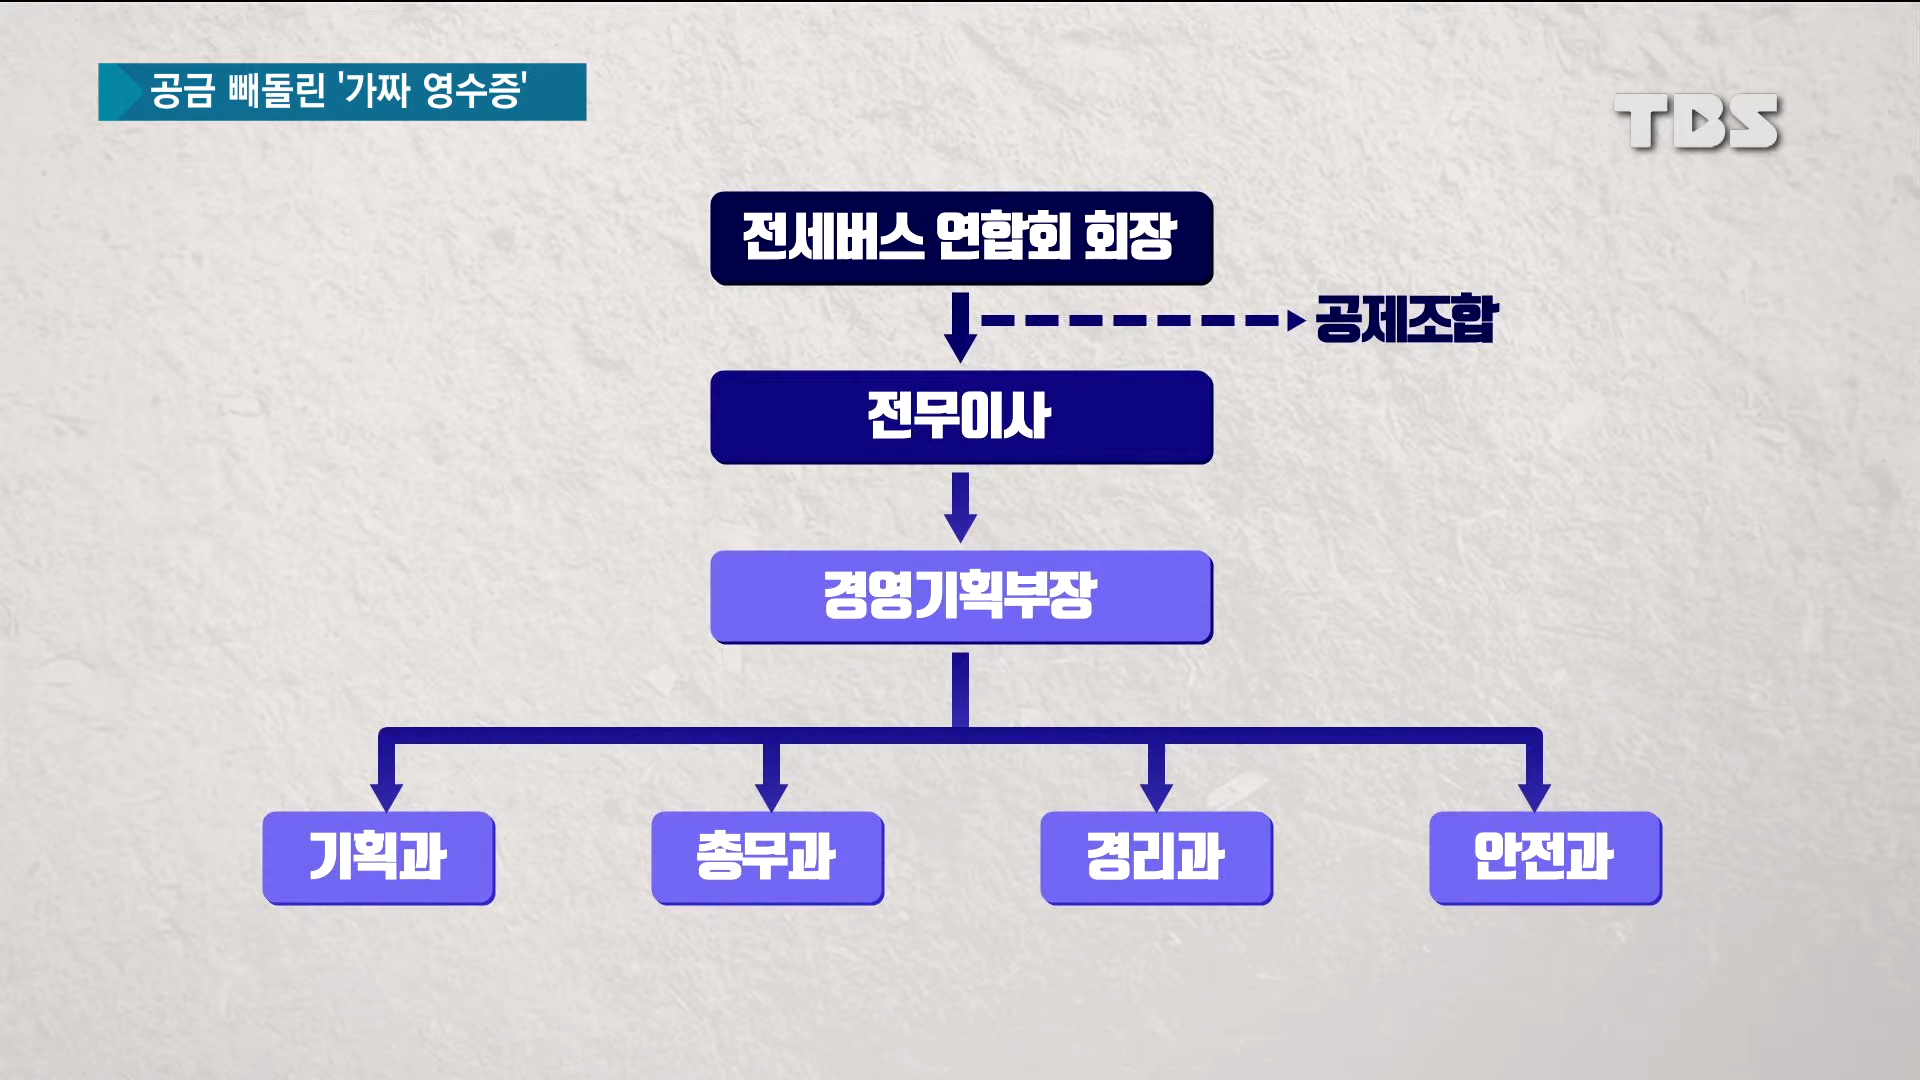 공금 빼돌린 '가짜 영수증'
TBS
전세버스 연합회 회장
공제조합
전무이사
경영기획부장
기획과
총무과
경리과
안전과